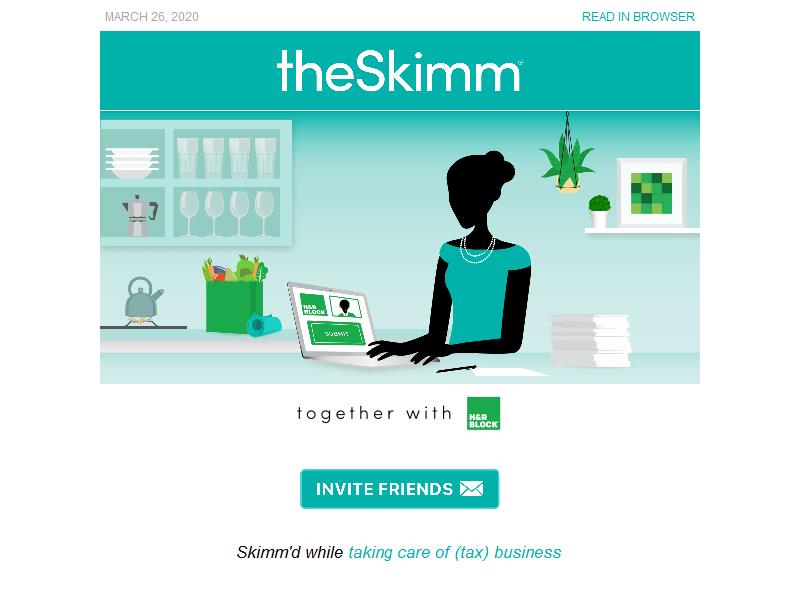 MARCH 26, 2020
READ IN BROWSER
theSkimm®
H&R
BLOCK
SUBMIT
together with
H&R
BLOCK
INVITE FRIENDS
Skimm'd while taking care of (tax) business